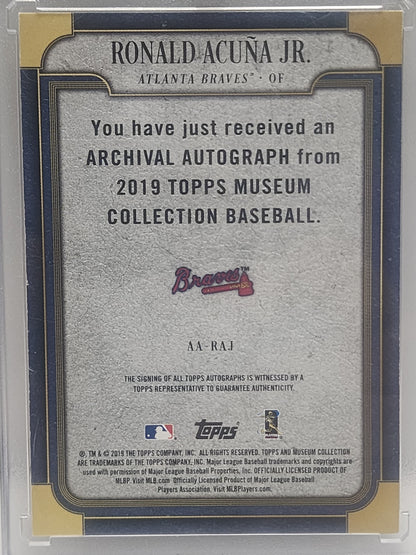 RONALD ACUÑA JR.
ATLANTA BRAVES™ · OF
You have just received an
ARCHIVAL AUTOGRAPH from
2019 TOPPS MUSEUM
COLLECTION BASEBALL.
Braves™
AA-RAJ
THE SIGNING OF ALL TOPPS AUTOGRAPHS IS WITNESSED BY A
TOPPS REPRESENTATIVE TO GUARANTEE AUTHENTICITY.
Topps
®, TM & © 2019 THE TOPPS COMPANY, INC. ALL RIGHTS RESERVED. TOPPS AND MUSEUM COLLECTION
ARE TRADEMARKS OF THE TOPPS COMPANY, INC. Major League Baseball trademarks and copyrights are
used with permission of Major League Baseball Properties, Inc. OFFICIALLY LICENSED PRODUCT OF
MLBP. Visit MLB.com Officially Licensed Product of Major League Baseball
Players Association. Visit MLBPlayers.com.